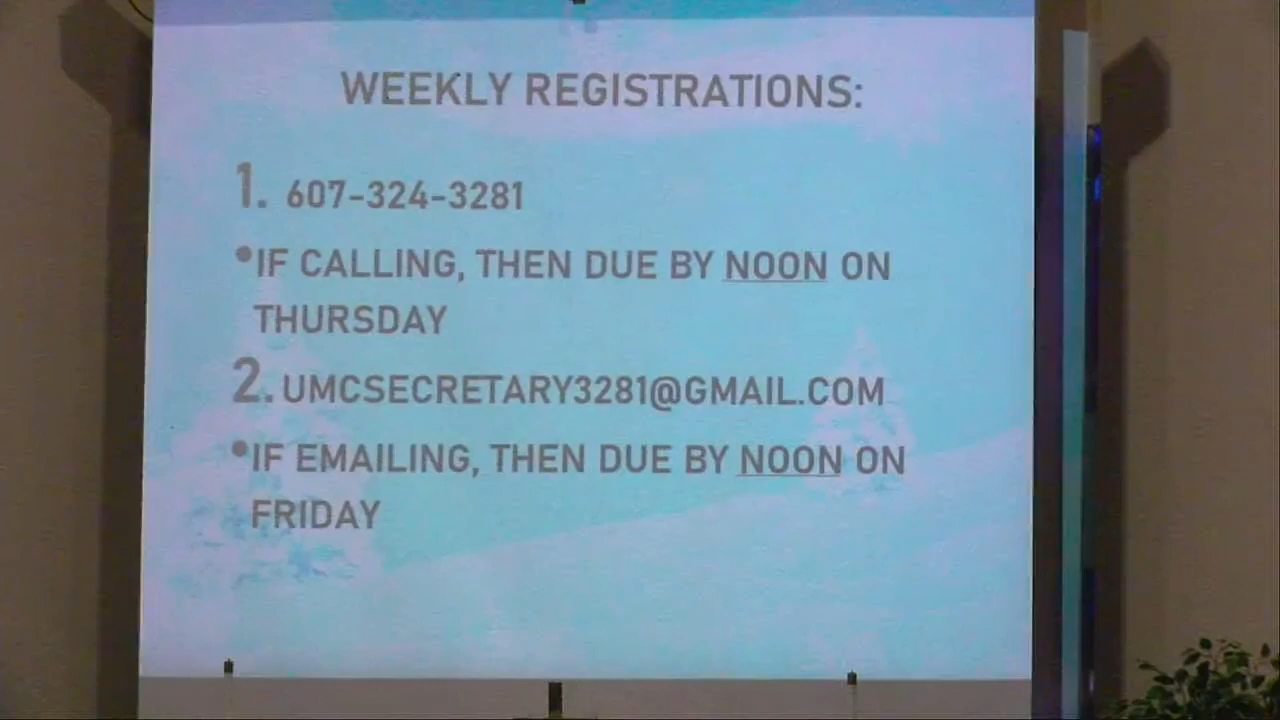 WEEKLY REGISTRATIONS:
1. 607-324-3281
•IF CALLING, THEN DUE BY NOON ON
THURSDAY
2. UMCSECRETARY3281@GMAIL.COM
•IF EMAILING, THEN DUE BY NOON ON
FRIDAY